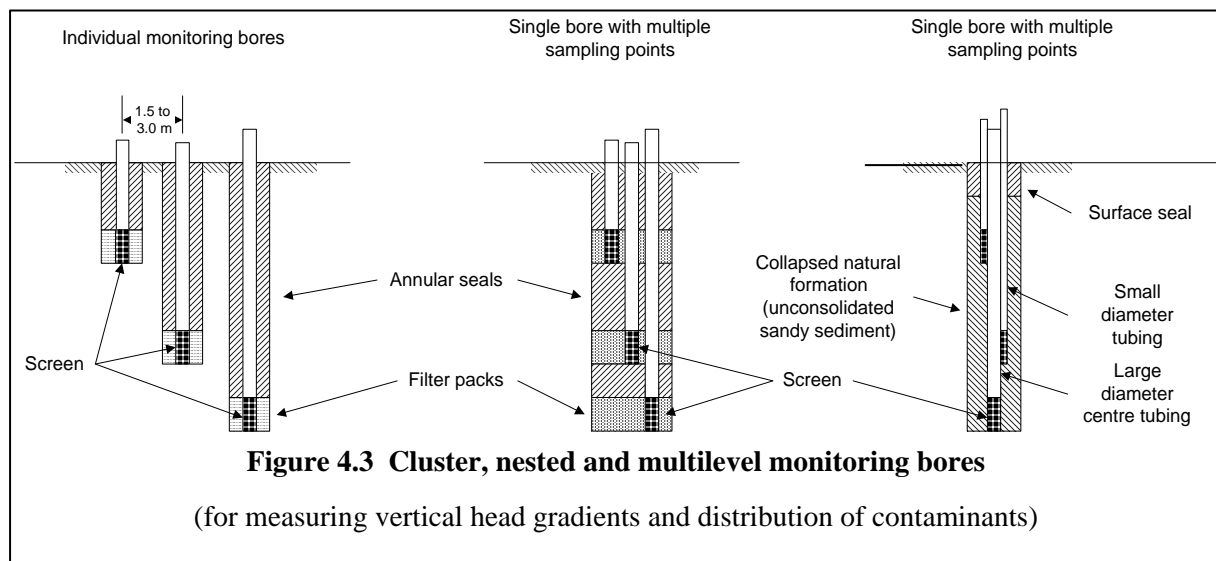 Individual monitoring bores
Single bore with multiple
sampling points
Single bore with multiple
sampling points
1.5 to
3.0 m
Surface seal
Annular seals
Collapsed natural
formation
(unconsolidated
sandy sediment)
Small
diameter
tubing
Screen
Filter packs
Screen
Large
diameter
centre tubing
Figure 4.3 Cluster, nested and multilevel monitoring bores
(for measuring vertical head gradients and distribution of contaminants)